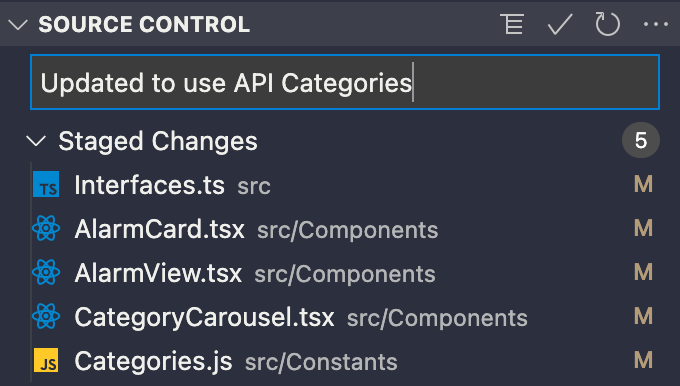 SOURCE CONTROL
Updated to use API Categories
Staged Changes 5
TS Interfaces.ts src M
AlarmCard.tsx src/Components M
AlarmView.tsx src/Components M
CategoryCarousel.tsx src/Components M
JS Categories.js src/Constants M